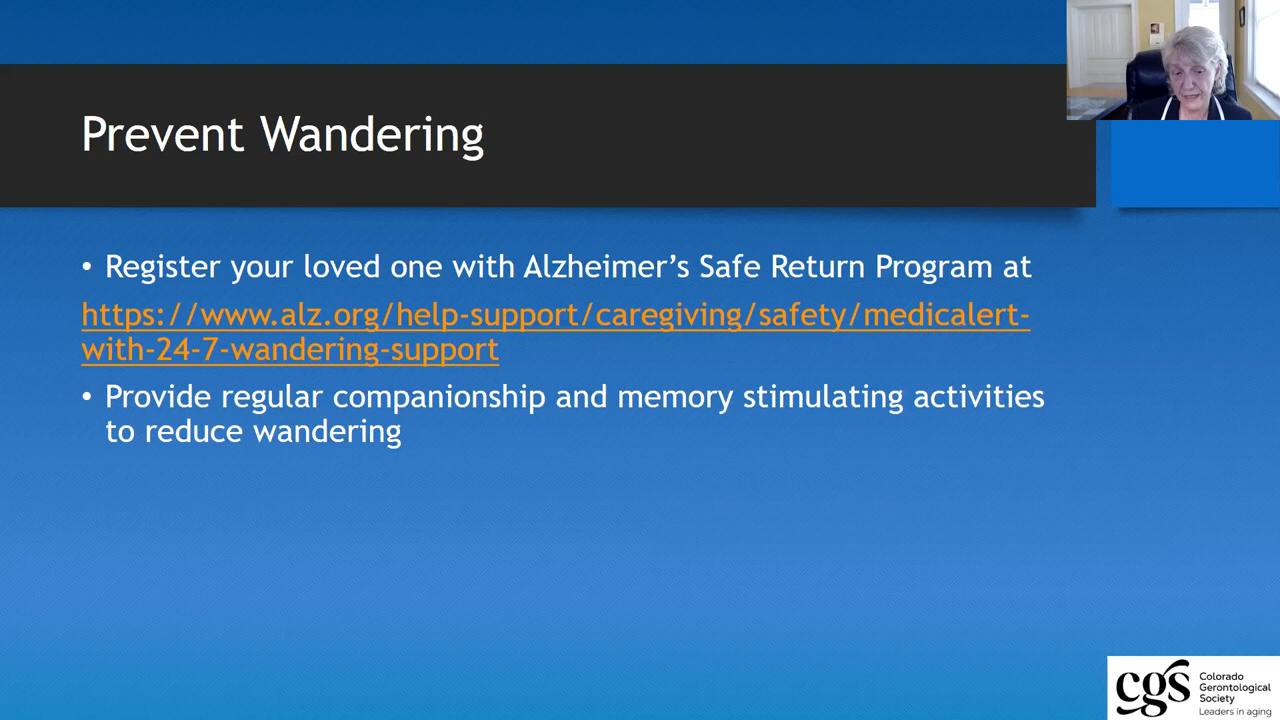 Prevent Wandering
• Register your loved one with Alzheimer's Safe Return Program at
https://www.alz.org/help-support/caregiving/safety/medicalert-
with-24-7-wandering-support
• Provide regular companionship and memory stimulating activities
to reduce wandering
cgs
Colorado
Gerontological
Society
Leaders in aging